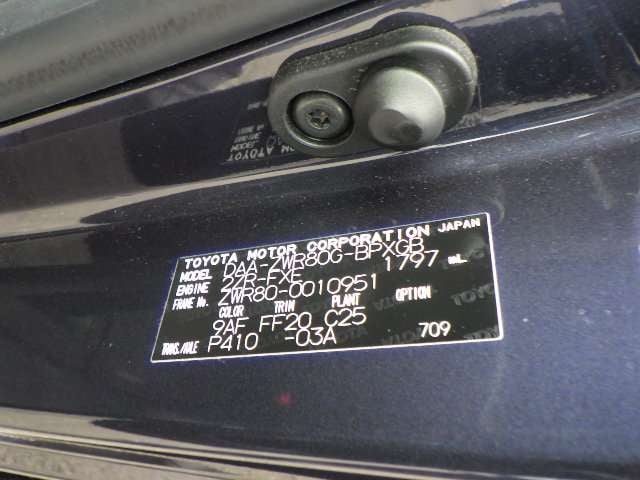 TOYOTA MOTOR CORPORATION JAPAN
MODEL DAA-ZWR80G-BPXGB
ENGINE 2ZR-FXE 1797 mL
FRAME No. ZWR80-0010951
COLOR TRIM PLANT OPTION
9AF FF20 C25
TRANS./AXLE P410 -03A 709